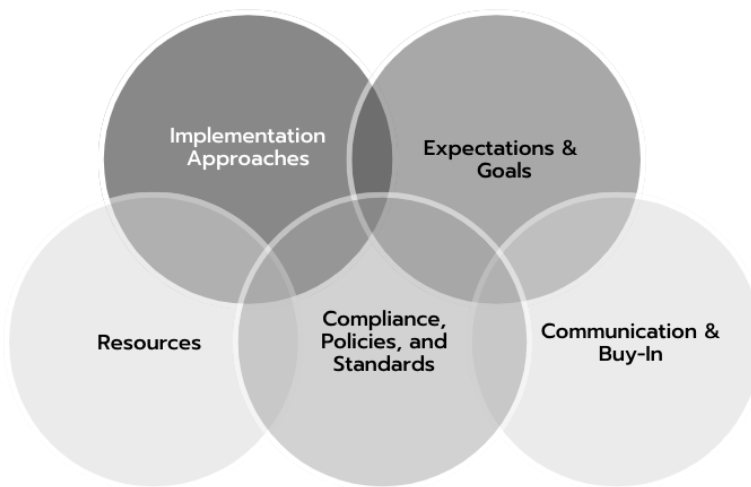 Implementation
Approaches
Expectations &
Goals
Resources
Compliance,
Policies, and
Standards
Communication &
Buy-In